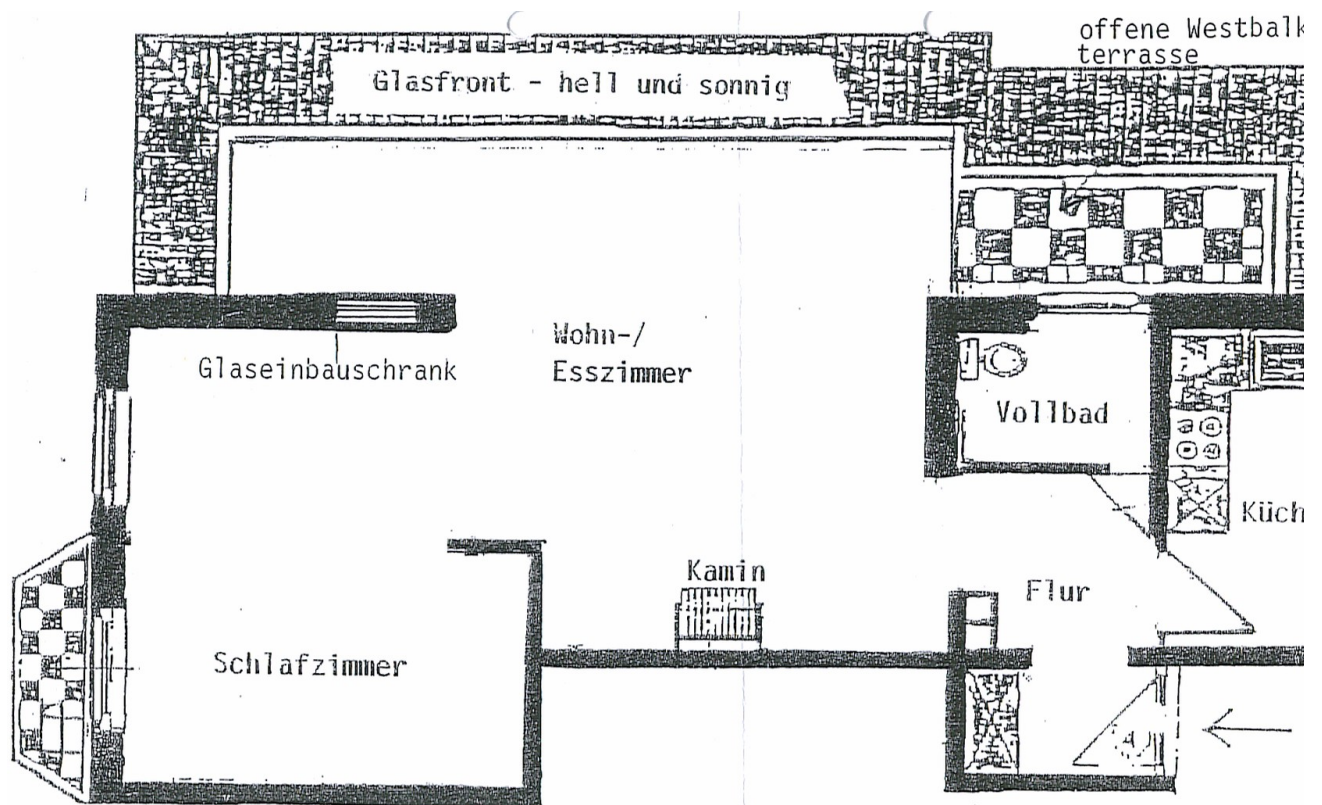 offene Westbalk
terrasse
Glasfront - hell und sonnig
Wohn-/
Esszimmer
Glaseinbauschrank
Vollbad
Küch
Kamin
Flur
Schlafzimmer